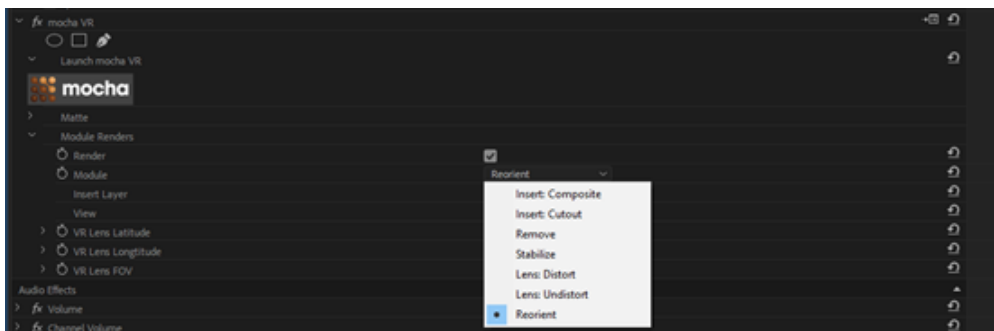 fx mocha VR
Launch mocha VR
mocha
Matte
Module Renders
Render
Module Reorient
Insert Layer Insert: Composite
View Insert: Cutout
VR Lens Latitude Remove
VR Lens Longtitude Stabilize
VR Lens FOV Lens: Distort
Audio Effects Lens: Undistort
fx Volume Reorient
fx Channel Volume